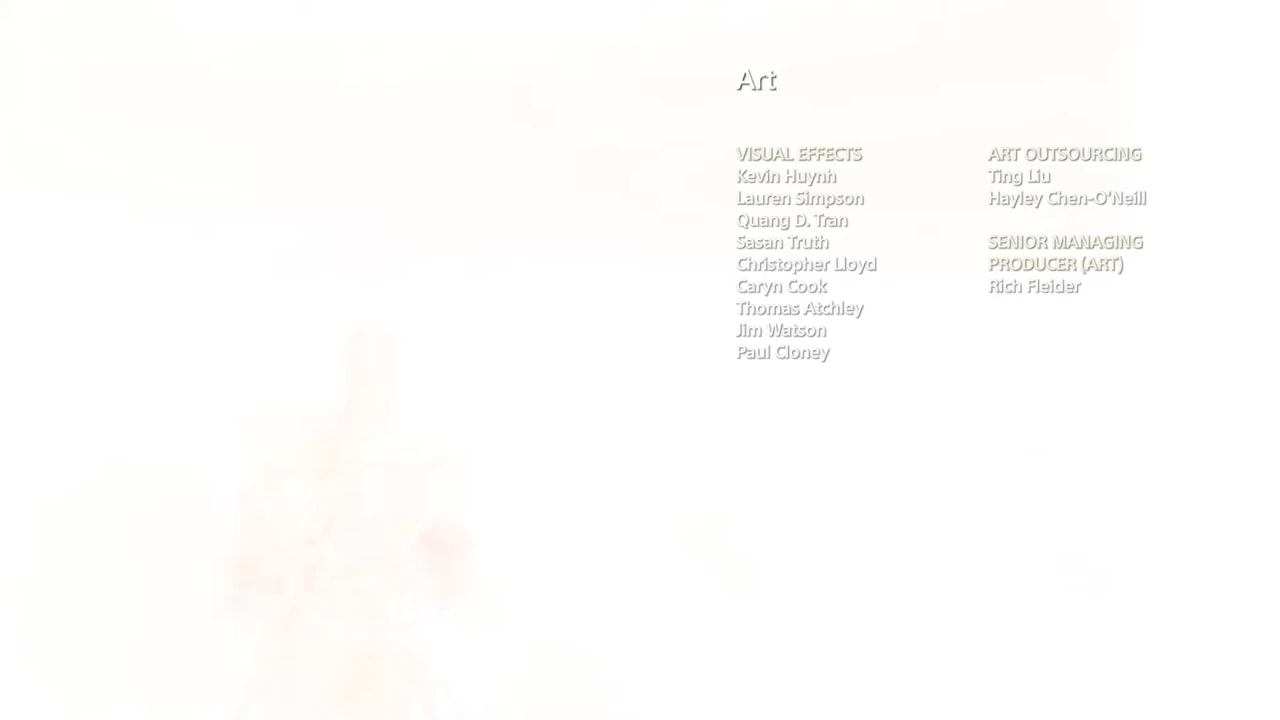 Art
VISUAL EFFECTS
Kevin Huynh
Lauren Simpson
Quang D. Tran
Sasan Truth
Christopher Lloyd
Caryn Cook
Thomas Atchley
Jim Watson
Paul Cloney
ART OUTSOURCING
Ting Liu
Hayley Chen-O'Neill
SENIOR MANAGING
PRODUCER (ART)
Rich Fleider